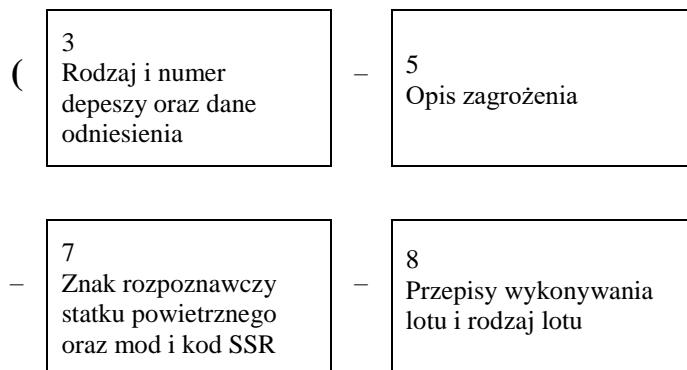 (
3
Rodzaj i numer
depeszy oraz dane
odniesienia
–
5
Opis zagrożenia
–
7
Znak rozpoznawczy
statku powietrznego
oraz mod i kod SSR
–
8
Przepisy wykonywania
lotu i rodzaj lotu